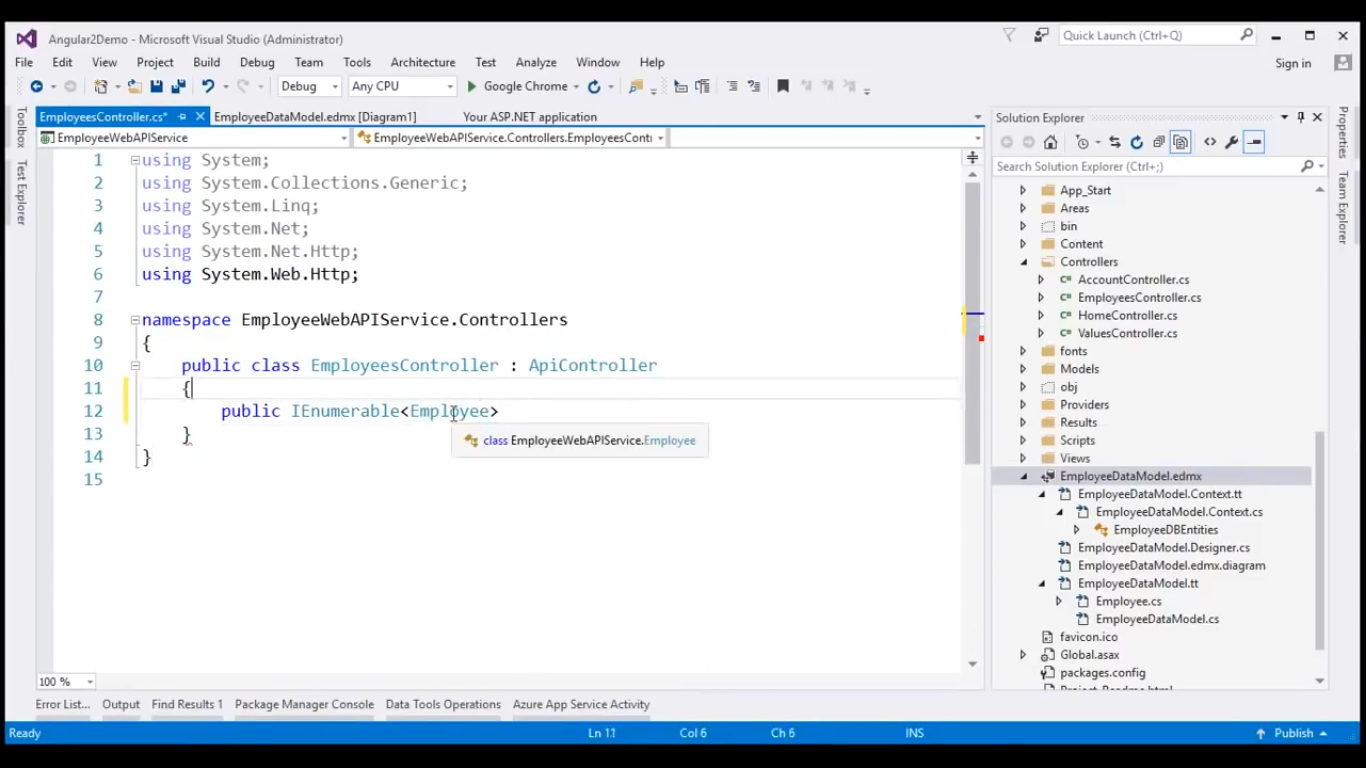 Angular2Demo - Microsoft Visual Studio (Administrator)
Quick Launch (Ctrl+Q)
File Edit View Project Build Debug Team Tools Architecture Test Analyze Window Help
Sign in
Debug Any CPU Google Chrome
EmployeesController.cs*
EmployeeDataModel.edmx [Diagram1]
Your ASP.NET application
EmployeeWebAPIService
EmployeeWebAPIService.Controllers.EmployeesConti
Toolbox
Test Explorer
1 using System;
2 using System.Collections.Generic;
3 using System.Linq;
4 using System.Net;
5 using System.Net.Http;
6 using System.Web.Http;
7
8 namespace EmployeeWebAPIService.Controllers
9 {
10 public class EmployeesController : ApiController
11 {
12 public IEnumerable<Employee>
13 }
14 }
15
class EmployeeWebAPIService.Employee
100 %
Solution Explorer
Search Solution Explorer (Ctrl+;)
App_Start
Areas
bin
Content
Controllers
AccountController.cs
EmployeesController.cs
HomeController.cs
ValuesController.cs
fonts
Models
obj
Providers
Results
Scripts
Views
EmployeeDataModel.edmx
EmployeeDataModel.Context.tt
EmployeeDataModel.Context.cs
EmployeeDBEntities
EmployeeDataModel.Designer.cs
EmployeeDataModel.edmx.diagram
EmployeeDataModel.tt
Employee.cs
EmployeeDataModel.cs
favicon.ico
Global.asax
packages.config
Project_Readme.html
Properties
Team Explorer
Error List... Output Find Results 1 Package Manager Console Data Tools Operations Azure App Service Activity
Ready Ln 11 Col 6 Ch 6 INS Publish